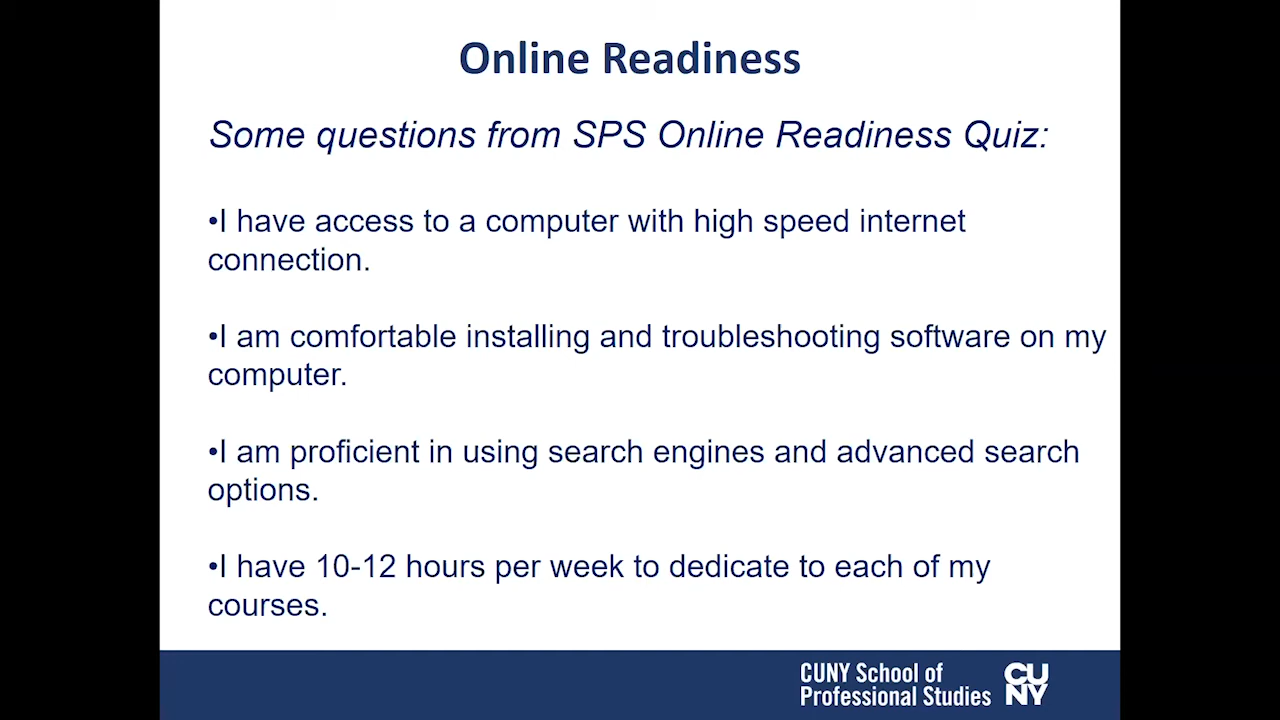 Online Readiness
Some questions from SPS Online Readiness Quiz:
•I have access to a computer with high speed internet
connection.
•I am comfortable installing and troubleshooting software on my
computer.
•I am proficient in using search engines and advanced search
options.
•I have 10-12 hours per week to dedicate to each of my
courses.
CUNY School of
Professional Studies
CU
NY